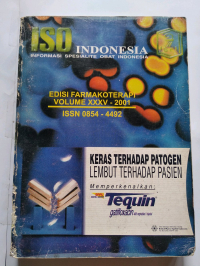 ISO INDONESIA
INFORMASI SPESIALITE OBAT INDONESIA
EDISI FARMAKOTERAPI
VOLUME XXXV - 2001
ISSN 0854 - 4492
KERAS TERHADAP PATOGEN
LEMBUT TERHADAP PASIEN
Memperkenalkan:
Tequin
gatifloxacin